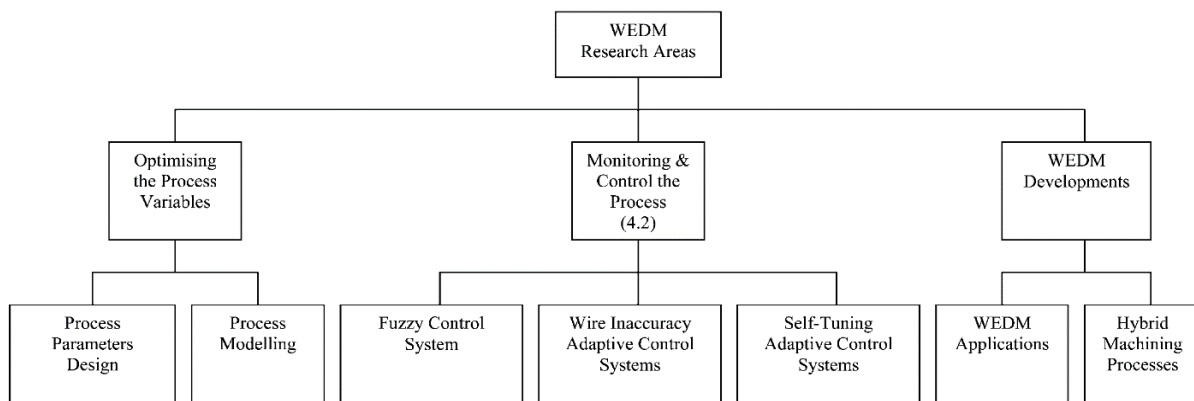 WEDM
Research Areas
Optimising
the Process
Variables
Monitoring &
Control the
Process
(4.2)
WEDM
Developments
Process
Parameters
Design
Process
Modelling
Fuzzy Control
System
Wire Inaccuracy
Adaptive Control
Systems
Self-Tuning
Adaptive Control
Systems
WEDM
Applications
Hybrid
Machining
Processes